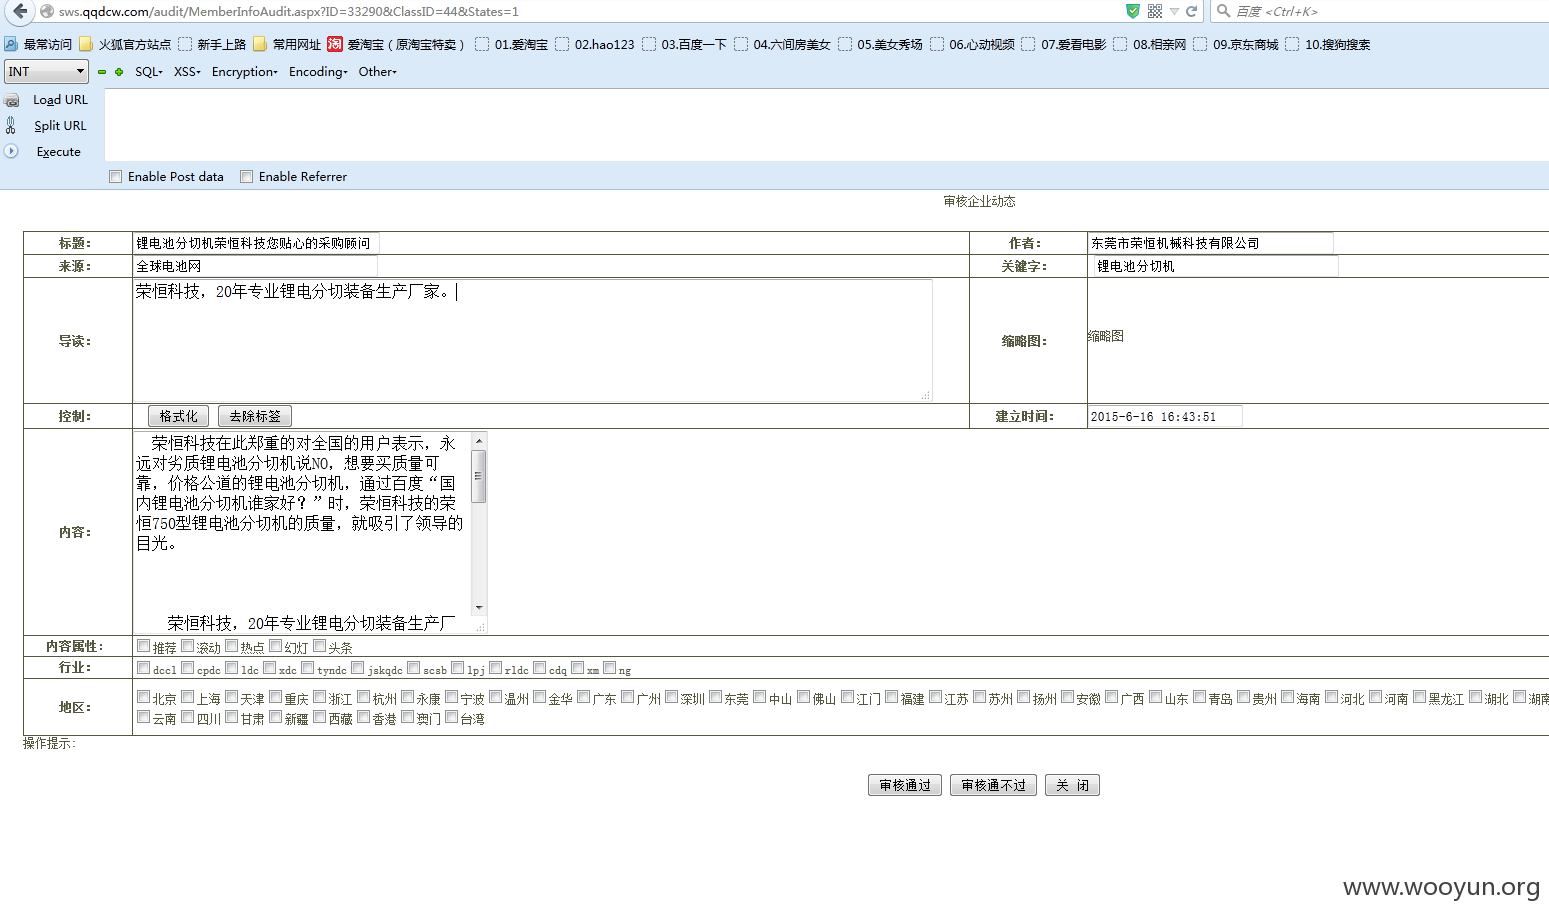 sws.qqdcw.com/audit/MemberInfoAudit.aspx?ID=33290&ClassID=44&States=1 百度 <Ctrl+K>
最常访问 火狐官方站点 新手上路 常用网址 淘 爱淘宝（原淘宝特卖） 01.爱淘宝 02.hao123 03.百度一下 04.六间房美女 05.美女秀场 06.心动视频 07.爱看电影 08.相亲网 09.京东商城 10.搜狗搜索
INT SQL- XSS- Encryption- Encoding- Other-
Load URL
Split URL
Execute
Enable Post data Enable Referrer
审核企业动态
标题： 锂电池分切机荣恒科技您贴心的采购顾问 作者： 东莞市荣恒机械科技有限公司
来源： 全球电池网 关键字： 锂电池分切机
导读： 荣恒科技，20年专业锂电分切装备生产厂家。 缩略图： 缩略图
控制： 格式化 去除标签 建立时间： 2015-6-16 16:43:51
内容： 荣恒科技在此郑重的对全国的用户表示，永
远对劣质锂电池分切机说NO，想要买质量可
靠，价格公道的锂电池分切机，通过百度“国
内锂电池分切机谁家好？”时，荣恒科技的荣
恒750型锂电池分切机的质量，就吸引了领导的
目光。
荣恒科技，20年专业锂电分切装备生产厂
内容属性： 推荐 滚动 热点 幻灯 头条
行业： dccl cpdc ldc xdc tyndc jskqdc scsb lpj rldc cdq xm ng
地区： 北京 上海 天津 重庆 浙江 杭州 永康 宁波 温州 金华 广东 广州 深圳 东莞 中山 佛山 江门 福建 江苏 苏州 扬州 安徽 广西 山东 青岛 贵州 海南 河北 河南 黑龙江 湖北 湖南
云南 四川 甘肃 新疆 西藏 香港 澳门 台湾
操作提示：
审核通过 审核通不过 关 闭
www.wooyun.org